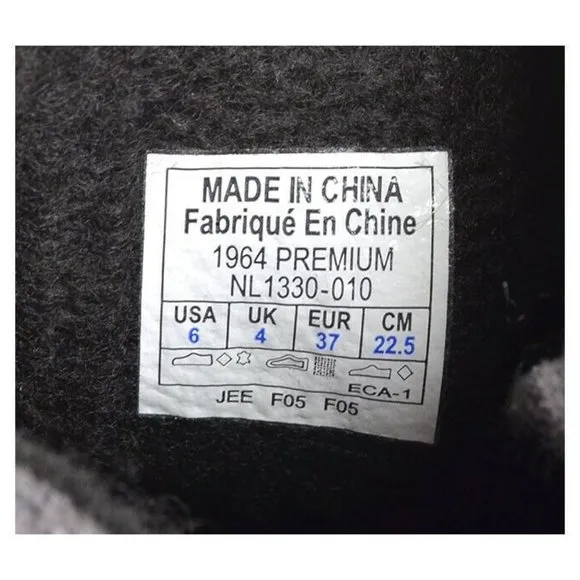 MADE IN CHINA
Fabriqué En Chine
1964 PREMIUM
NL1330-010
USA UK EUR CM
6 4 37 22.5
ECA-1
JEE F05 F05